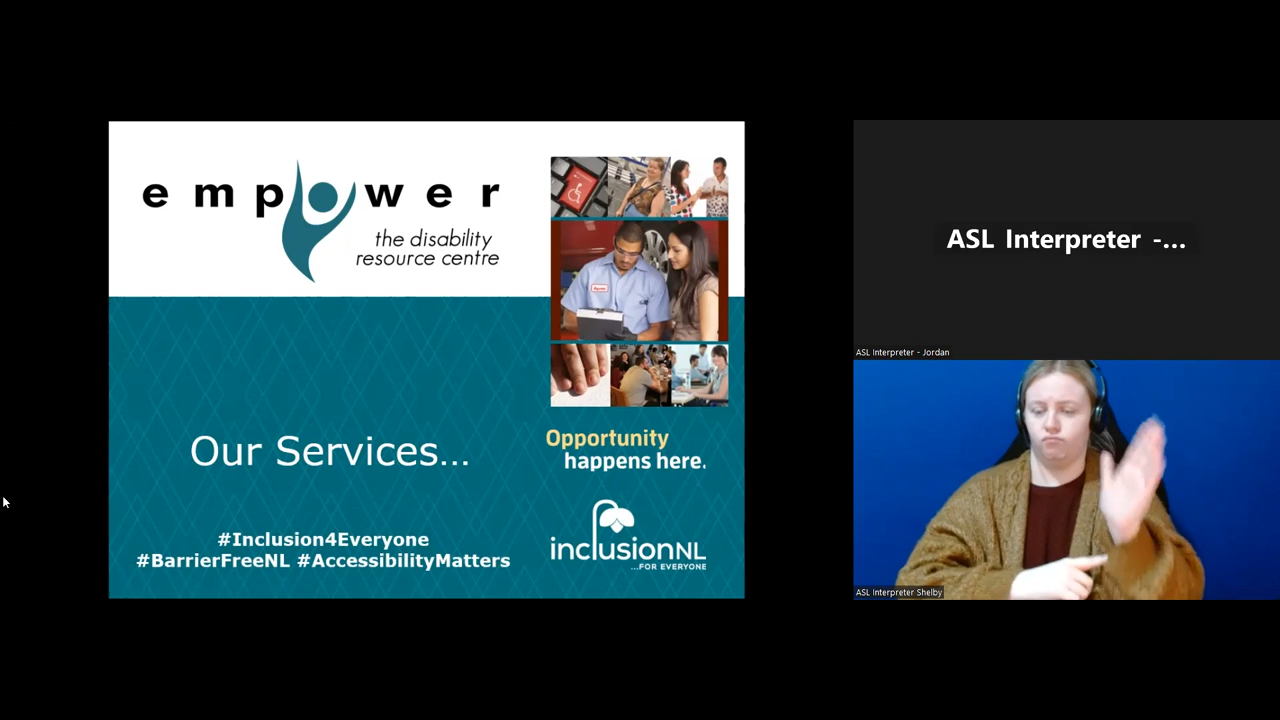 empower
the disability
resource centre
Our Services...
#Inclusion4Everyone
#BarrierFreeNL #AccessibilityMatters
Opportunity
happens here.
inclusionNL
...FOR EVERYONE
ASL Interpreter -...
ASL Interpreter - Jordan
ASL Interpreter Shelby